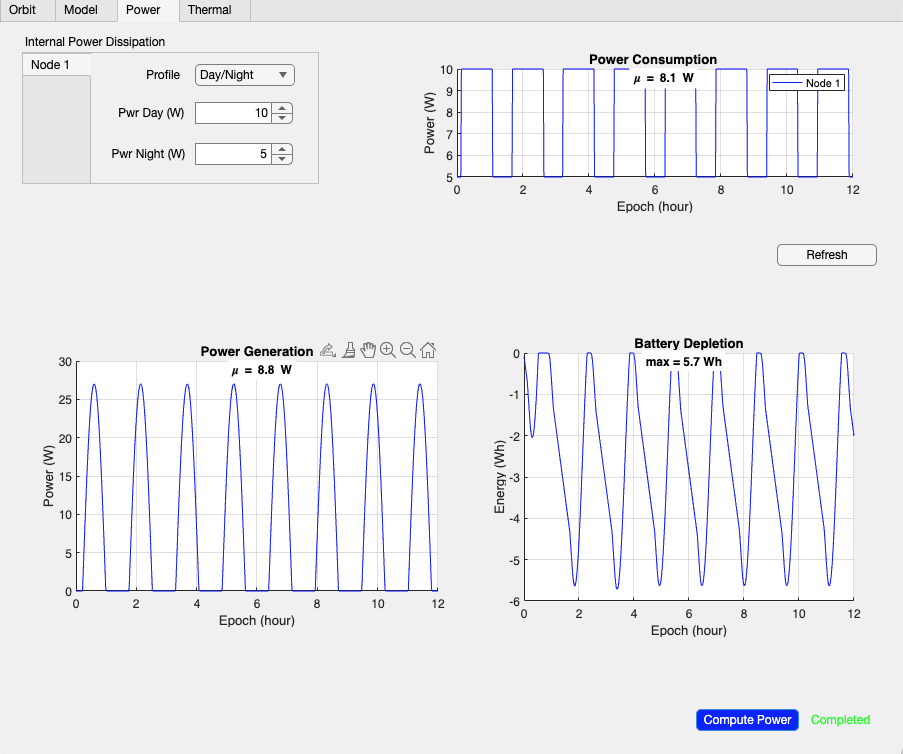 Orbit Model Power Thermal
Internal Power Dissipation
Node 1
Profile Day/Night
Pwr Day (W) 10
Pwr Night (W) 5
Power Consumption
μ = 8.1 W
Node 1
10
9
8
7
6
5
Power (W)
0 2 4 6 8 10 12
Epoch (hour)
Refresh
Power Generation
μ = 8.8 W
30
25
20
15
10
5
0
Power (W)
0 2 4 6 8 10 12
Epoch (hour)
Battery Depletion
max = 5.7 Wh
0
-1
-2
-3
-4
-5
-6
Energy (Wh)
0 2 4 6 8 10 12
Epoch (hour)
Compute Power Completed